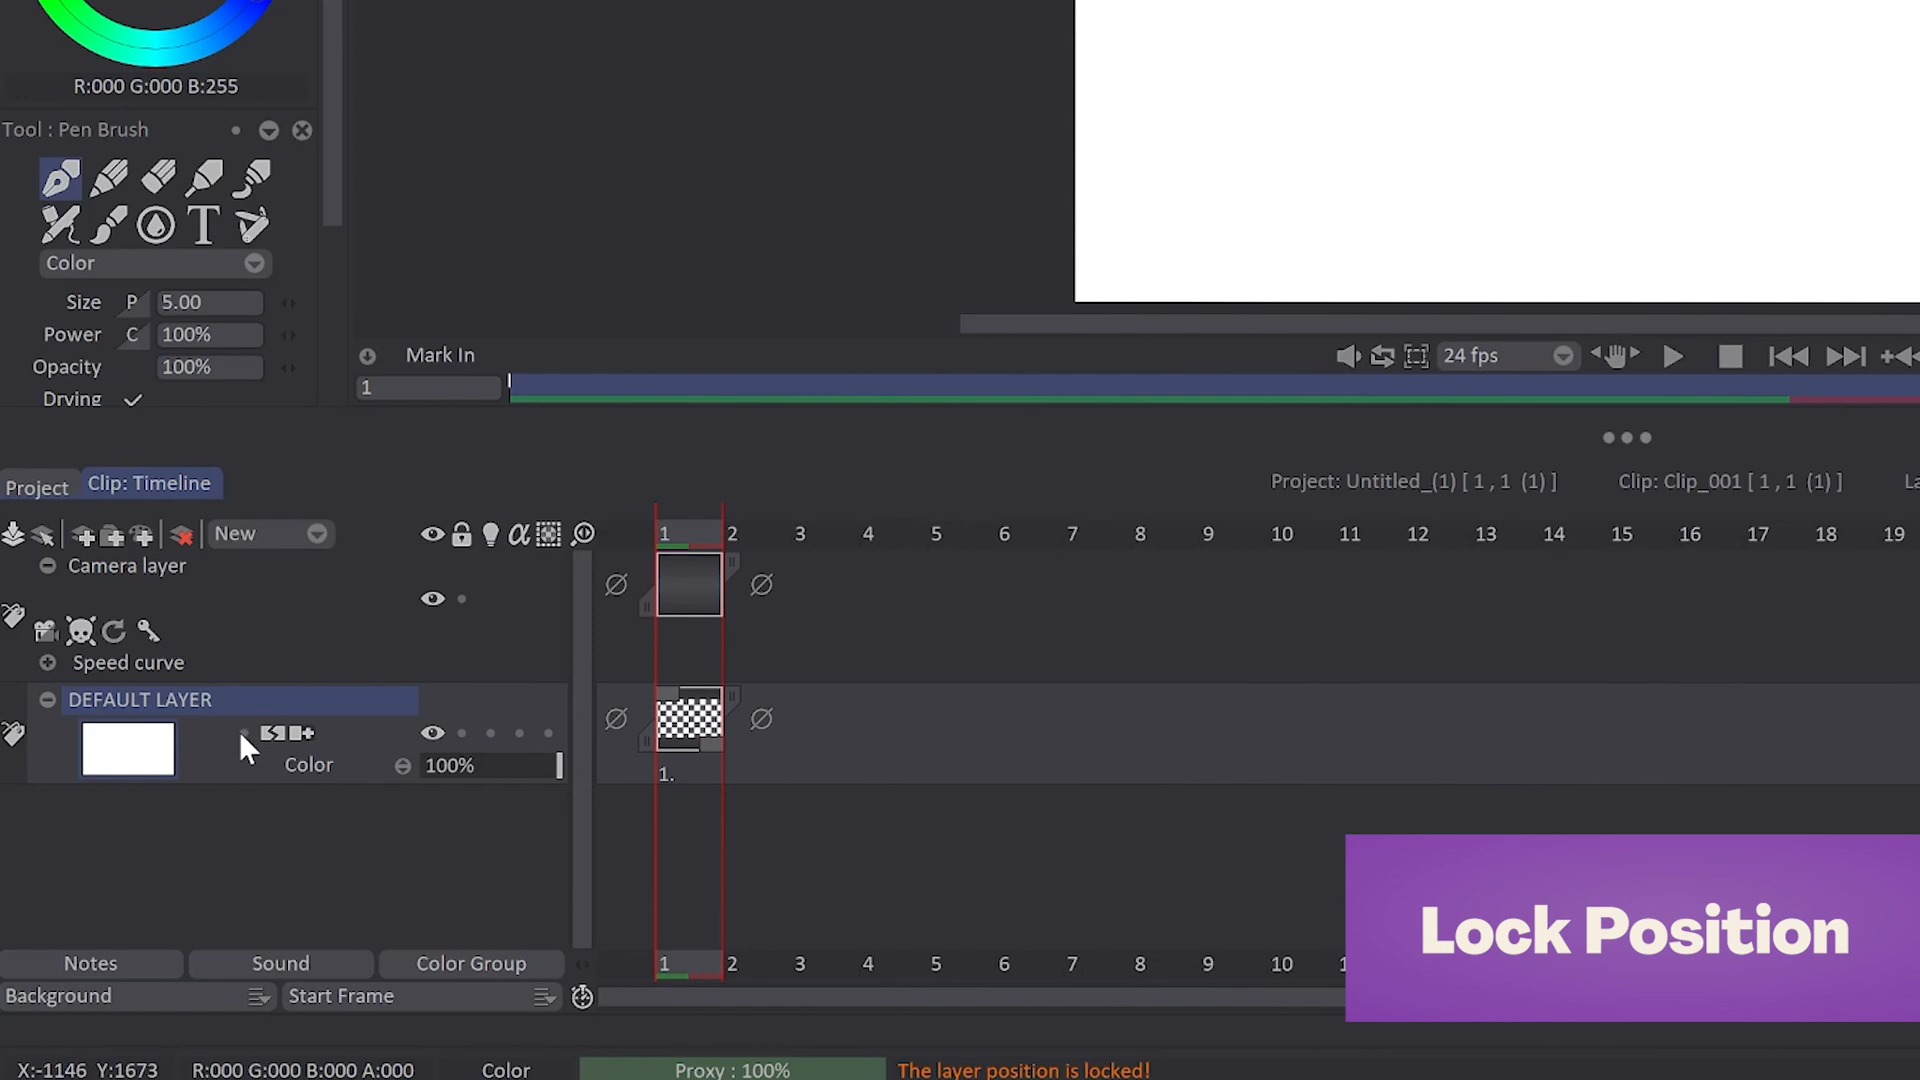 R:000 G:000 B:255
Tool : Pen Brush
T
Color
Size P 5.00
Power C 100%
Opacity 100%
Drying
Mark In
24 fps
1
Project
Clip: Timeline
Project: Untitled_(1) [ 1 , 1 (1) ]
Clip: Clip_001 [ 1 , 1 (1) ]
La
New
α
1 2 3 4 5 6 7 8 9 10 11 12 13 14 15 16 17 18 19
Camera layer
Speed curve
DEFAULT LAYER
Color 100%
1.
Lock Position
Notes Sound Color Group
1 2 3 4 5 6 7 8 9 10 1
Background
Start Frame
X:-1146 Y:1673
R:000 G:000 B:000 A:000
Color
Proxy : 100%
The layer position is locked!